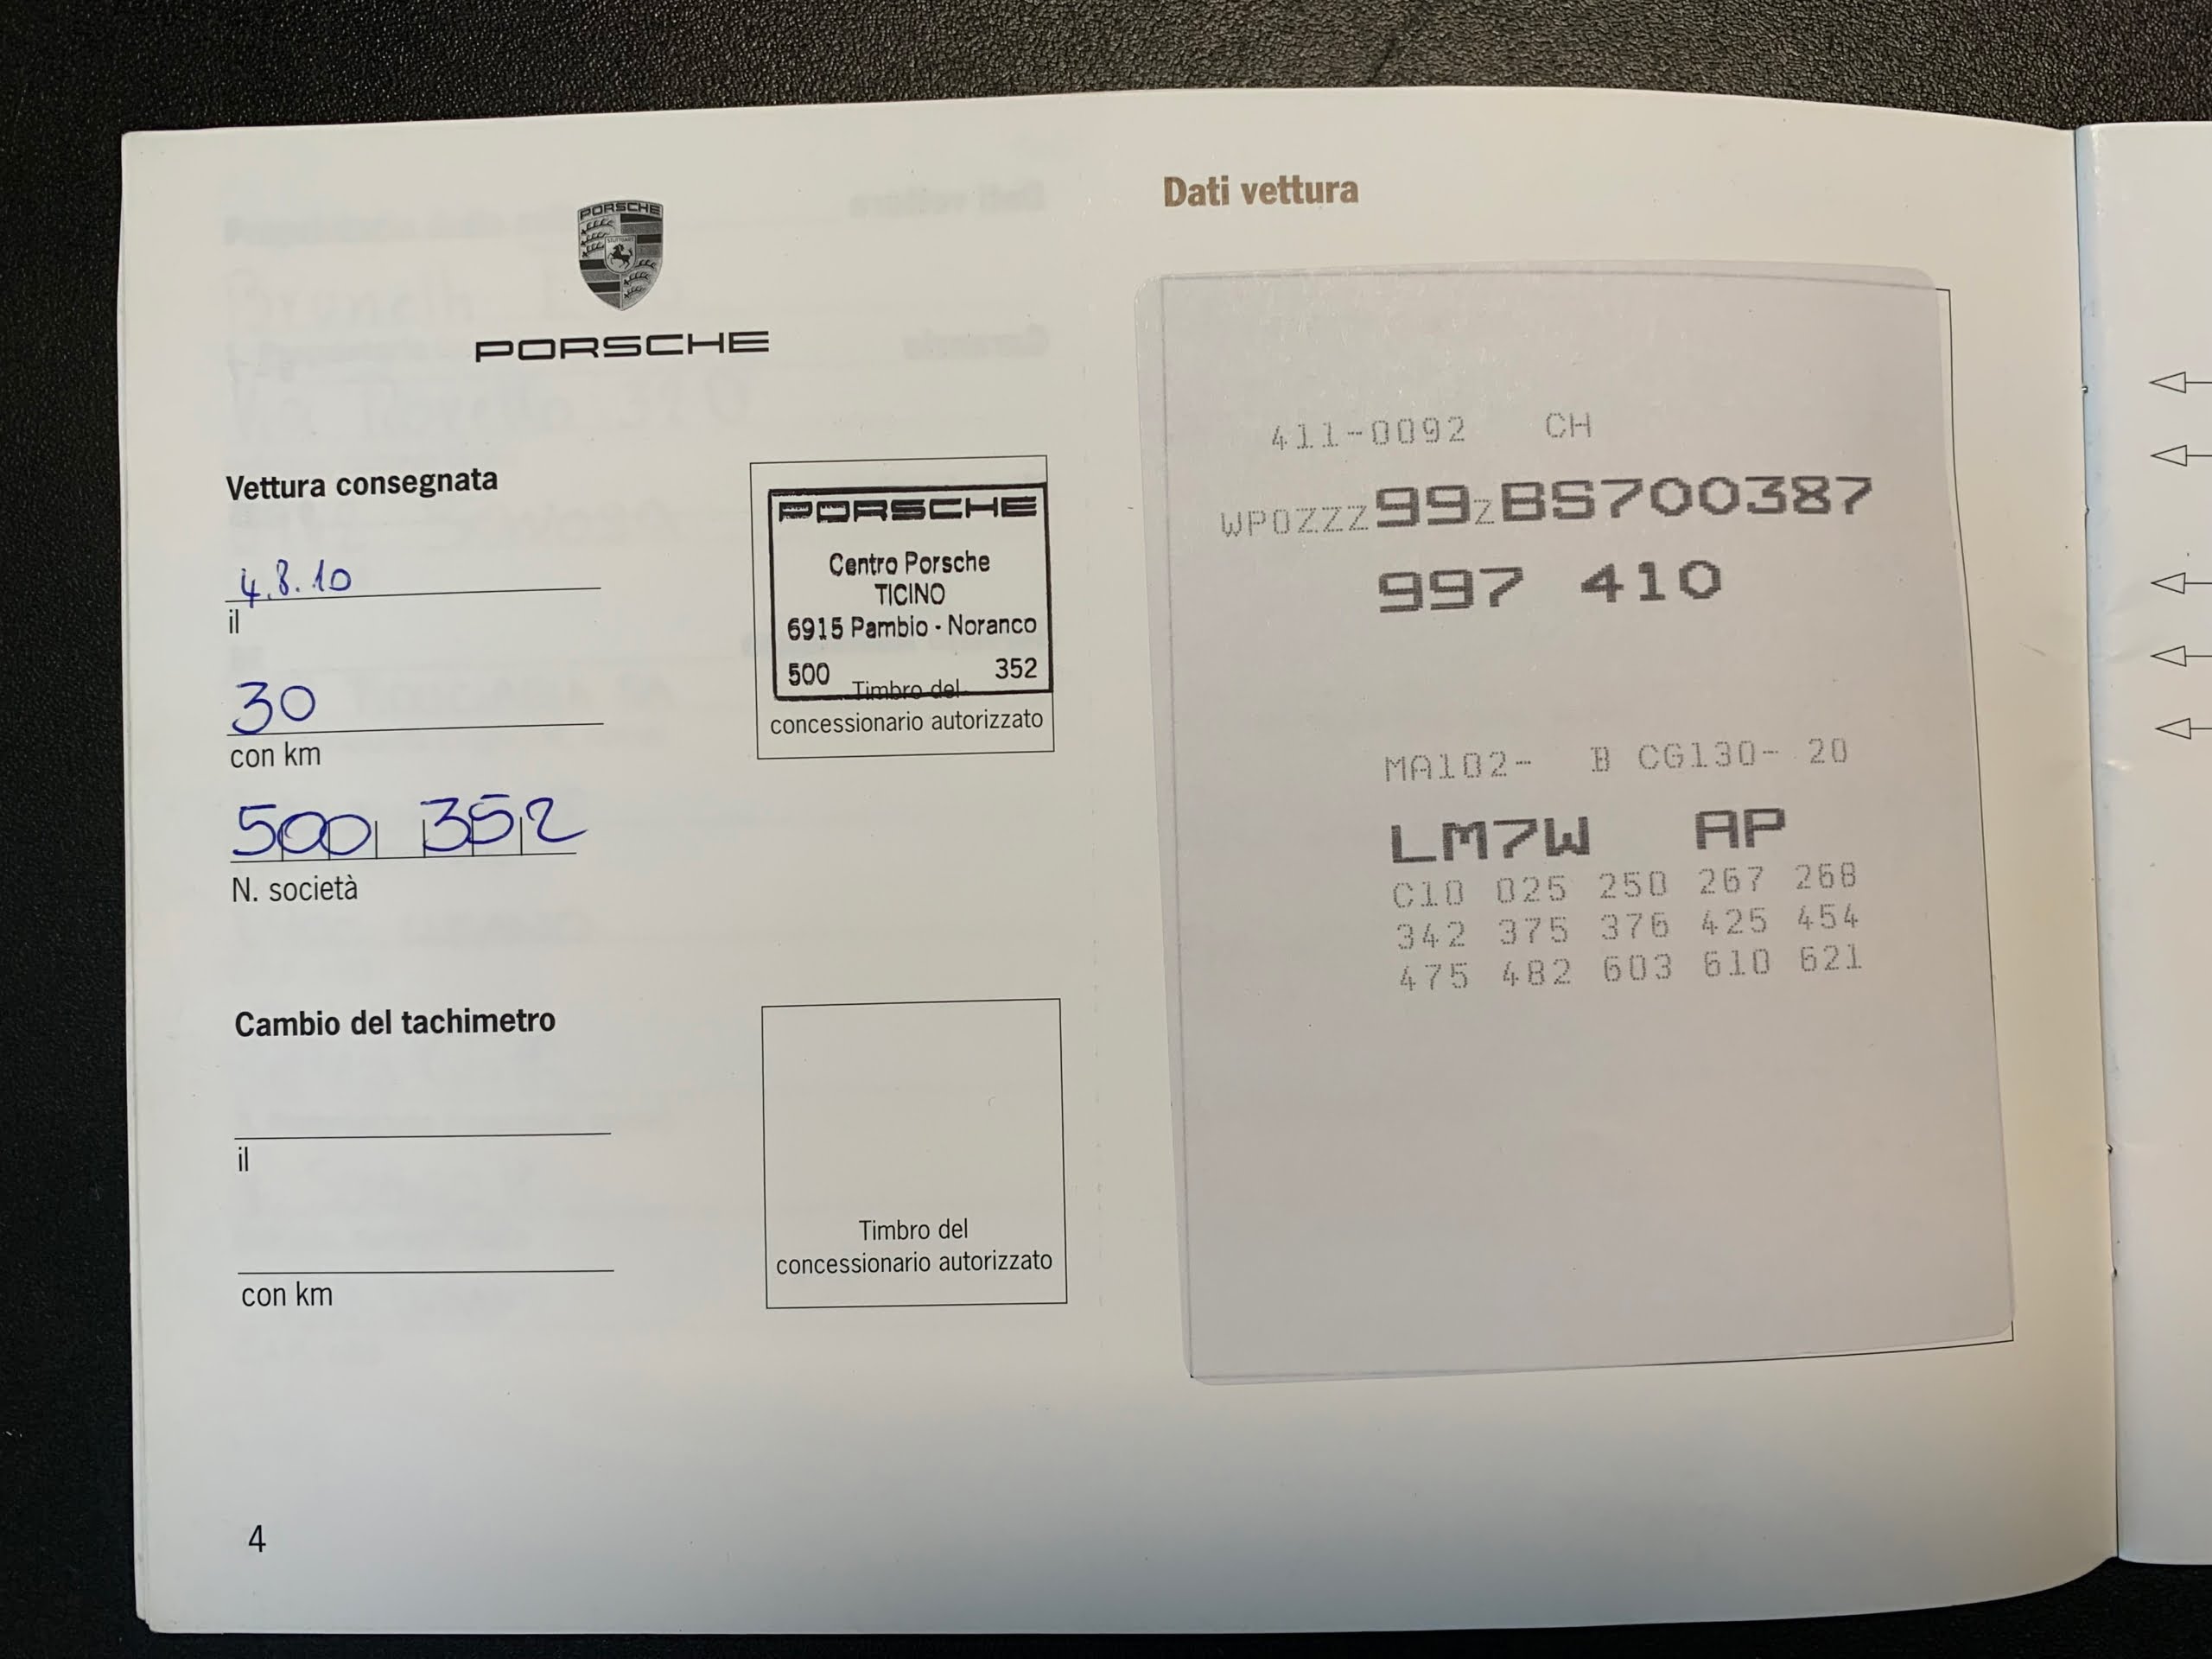 PORSCHE
STUTTGART
PORSCHE
Vettura consegnata
4.8.10
il
30
con km
500 352
N. società
PORSCHE
Centro Porsche
TICINO
6915 Pambio - Noranco
500 352
Timbro del
concessionario autorizzato
Cambio del tachimetro
il
con km
Timbro del
concessionario autorizzato
4
Dati vettura
411-0092 CH
WP0ZZZ99ZBS700387
997 410
MA102- B CG130- 20
LM7W AP
C10 025 250 267 268
342 375 376 425 454
475 482 603 610 621